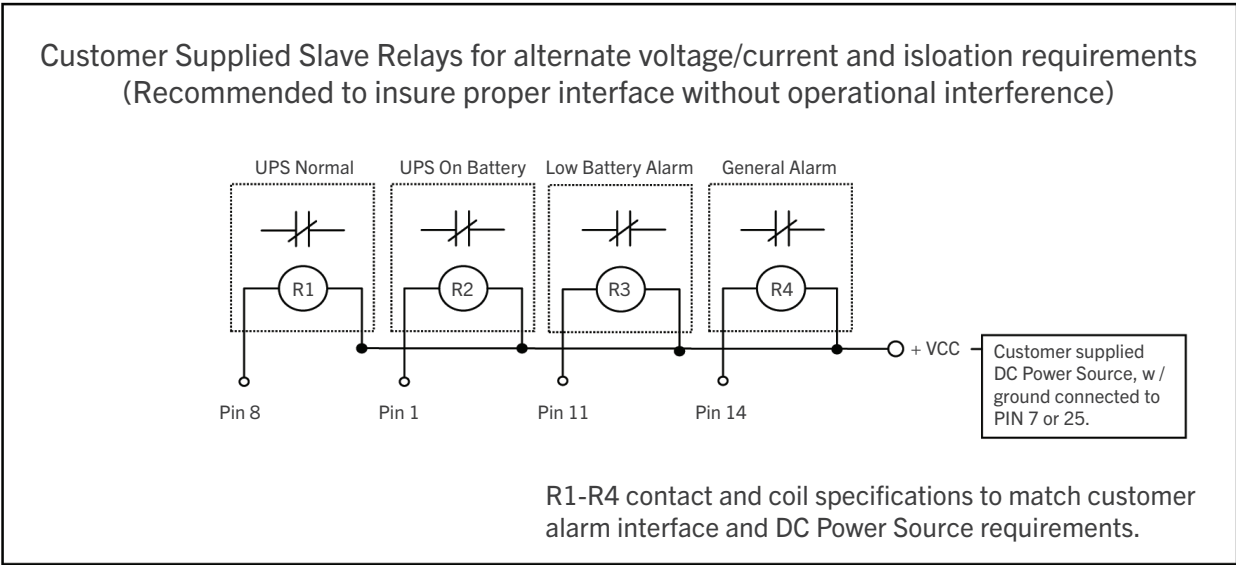 Customer Supplied Slave Relays for alternate voltage/current and isloation requirements
(Recommended to insure proper interface without operational interference)
UPS Normal
UPS On Battery
Low Battery Alarm
General Alarm
R1
R2
R3
R4
+ VCC
Customer supplied
DC Power Source, w /
ground connected to
PIN 7 or 25.
Pin 8
Pin 1
Pin 11
Pin 14
R1-R4 contact and coil specifications to match customer
alarm interface and DC Power Source requirements.